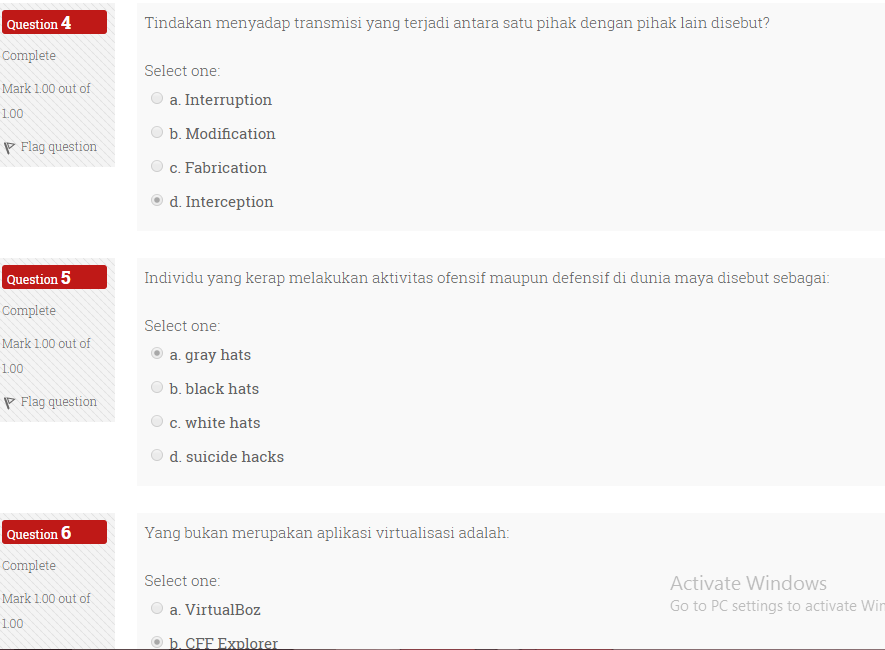 Question 4
Complete
Mark 1.00 out of
1.00
Flag question
Tindakan menyadap transmisi yang terjadi antara satu pihak dengan pihak lain disebut?
Select one:
a. Interruption
b. Modification
c. Fabrication
d. Interception
Question 5
Complete
Mark 1.00 out of
1.00
Flag question
Individu yang kerap melakukan aktivitas ofensif maupun defensif di dunia maya disebut sebagai:
Select one:
a. gray hats
b. black hats
c. white hats
d. suicide hacks
Question 6
Complete
Mark 1.00 out of
1.00
Yang bukan merupakan aplikasi virtualisasi adalah:
Select one:
a. VirtualBoz
b. CFF Explorer
Activate Windows
Go to PC settings to activate Win